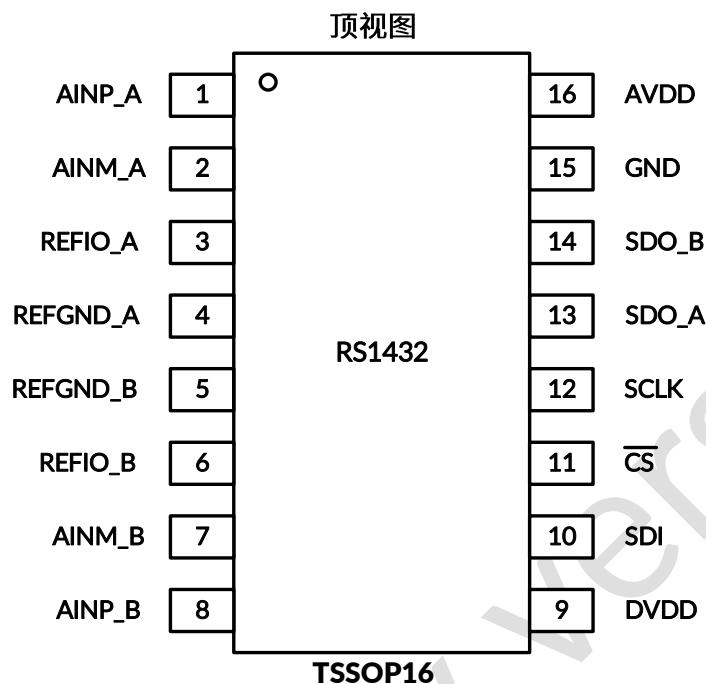 顶视图
AINP_A 1 16 AVDD
AINM_A 2 15 GND
REFIO_A 3 14 SDO_B
REFGND_A 4 13 SDO_A
RS1432
REFGND_B 5 12 SCLK
REFIO_B 6 11 C̅S̅
AINM_B 7 10 SDI
AINP_B 8 9 DVDD
TSSOP16